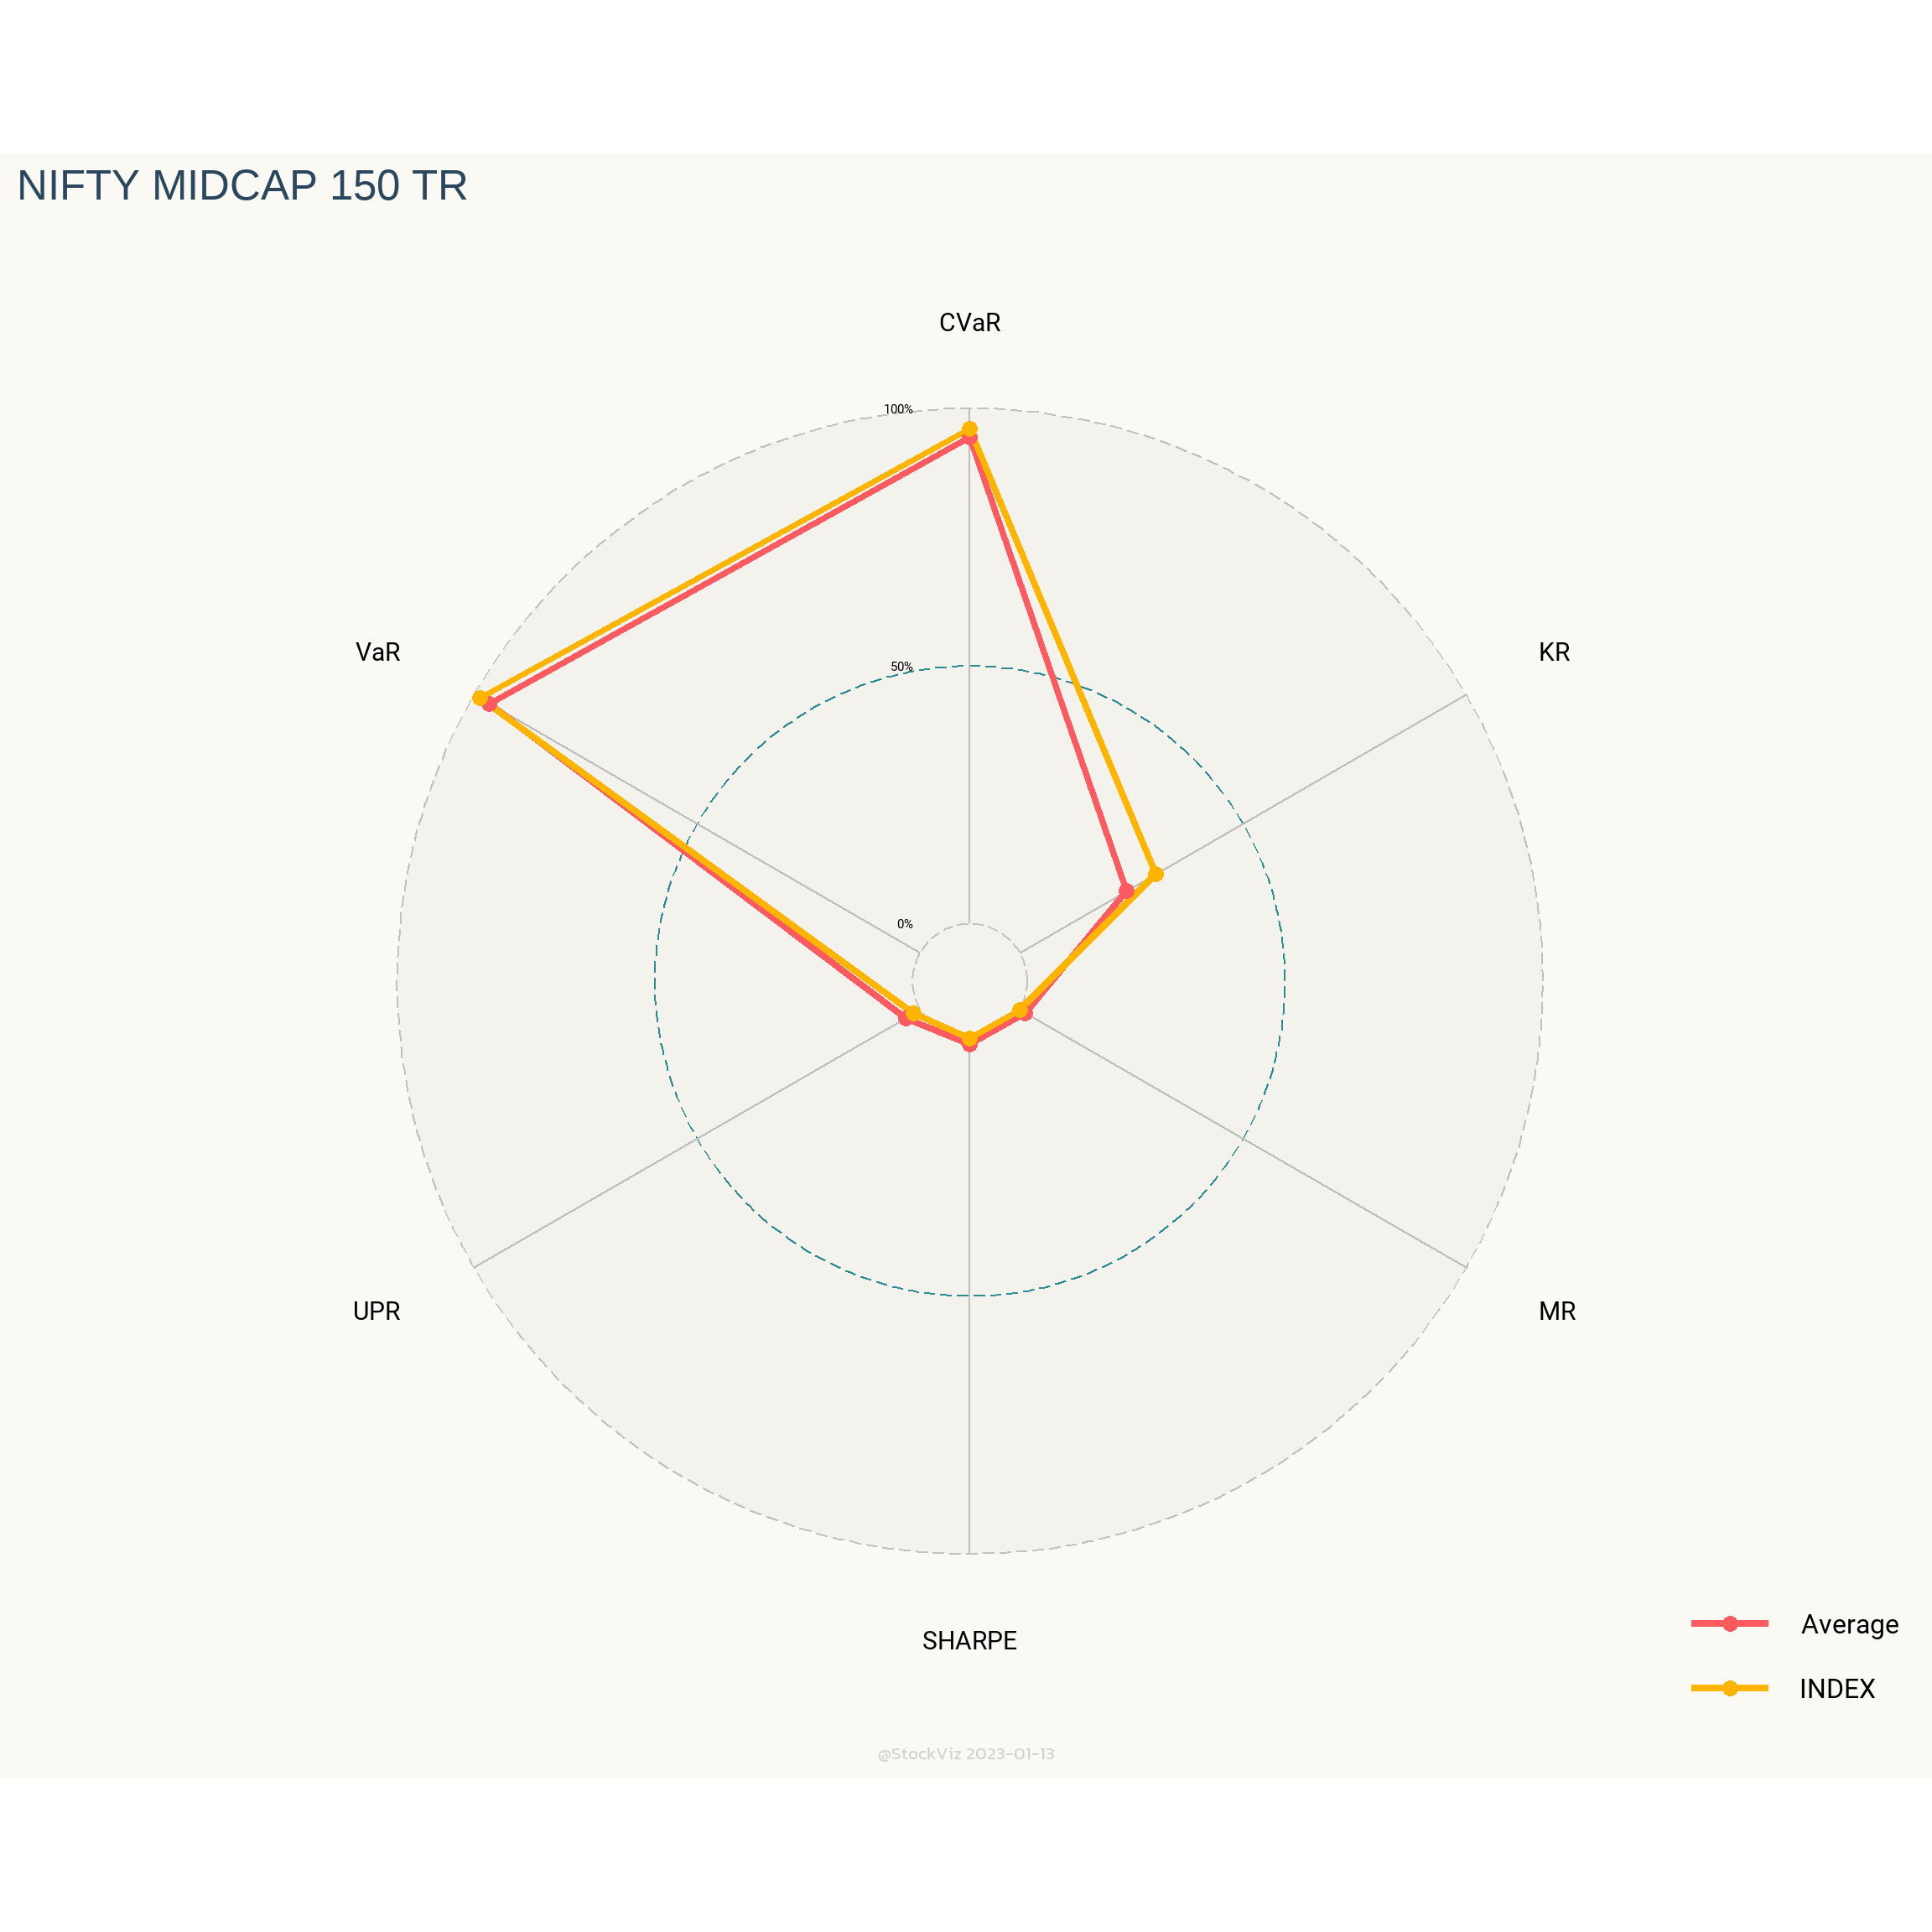 NIFTY MIDCAP 150 TR
CVaR
100%
VaR
KR
50%
0%
UPR
MR
SHARPE
Average
INDEX
@StockViz 2023-01-13